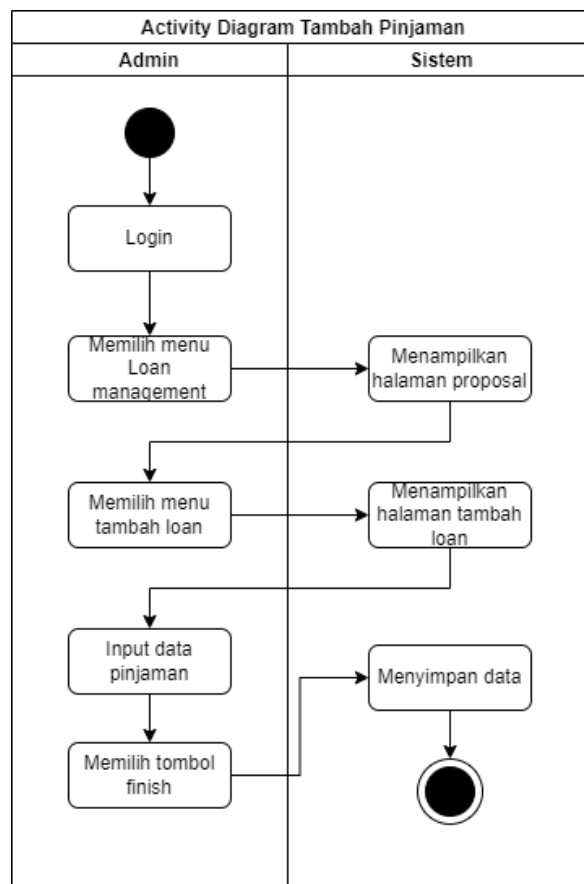 Activity Diagram Tambah Pinjaman
Admin
Sistem
Login
Memilih menu
Loan
management
Menampilkan
halaman proposal
Memilih menu
tambah loan
Menampilkan
halaman tambah
loan
Input data
pinjaman
Menyimpan data
Memilih tombol
finish